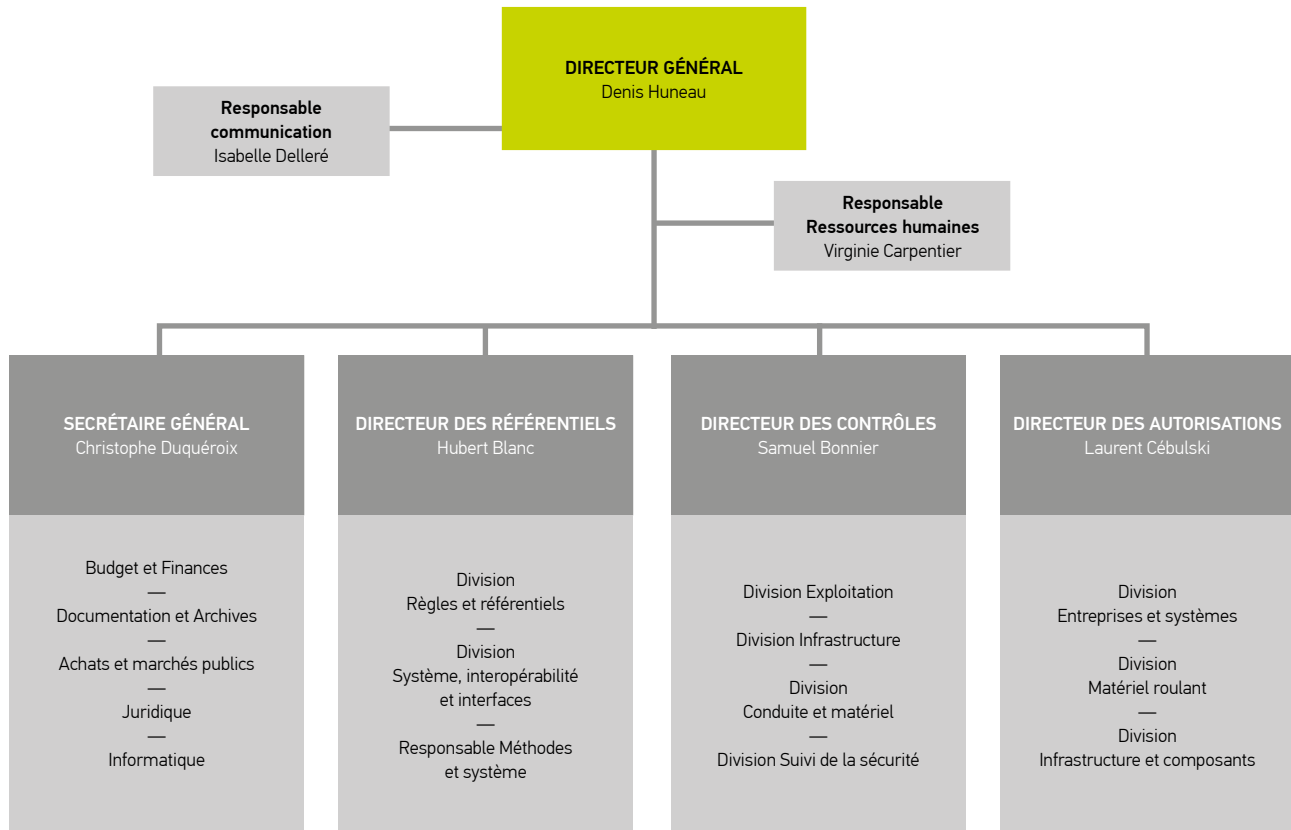 DIRECTEUR GÉNÉRAL
Denis Huneau
Responsable
communication
Isabelle Delleré
Responsable
Ressources humaines
Virginie Carpentier
SECRÉTAIRE GÉNÉRAL
Christophe Duquéroix
Budget et Finances
—
Documentation et Archives
—
Achats et marchés publics
—
Juridique
—
Informatique
DIRECTEUR DES RÉFÉRENTIELS
Hubert Blanc
Division
Règles et référentiels
—
Division
Système, interopérabilité
et interfaces
—
Responsable Méthodes
et système
DIRECTEUR DES CONTRÔLES
Samuel Bonnier
Division Exploitation
—
Division Infrastructure
—
Division
Conduite et matériel
—
Division Suivi de la sécurité
DIRECTEUR DES AUTORISATIONS
Laurent Cébulski
Division
Entreprises et systèmes
—
Division
Matériel roulant
—
Division
Infrastructure et composants